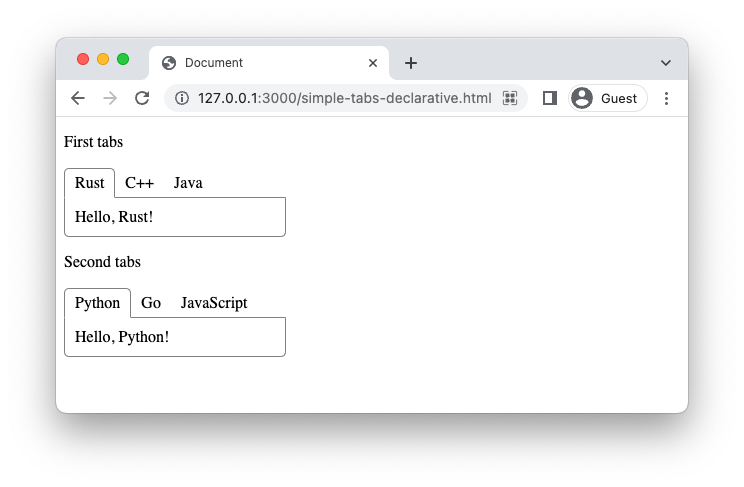 Document
127.0.0.1:3000/simple-tabs-declarative.html
Guest
First tabs
Rust C++ Java
Hello, Rust!
Second tabs
Python Go JavaScript
Hello, Python!